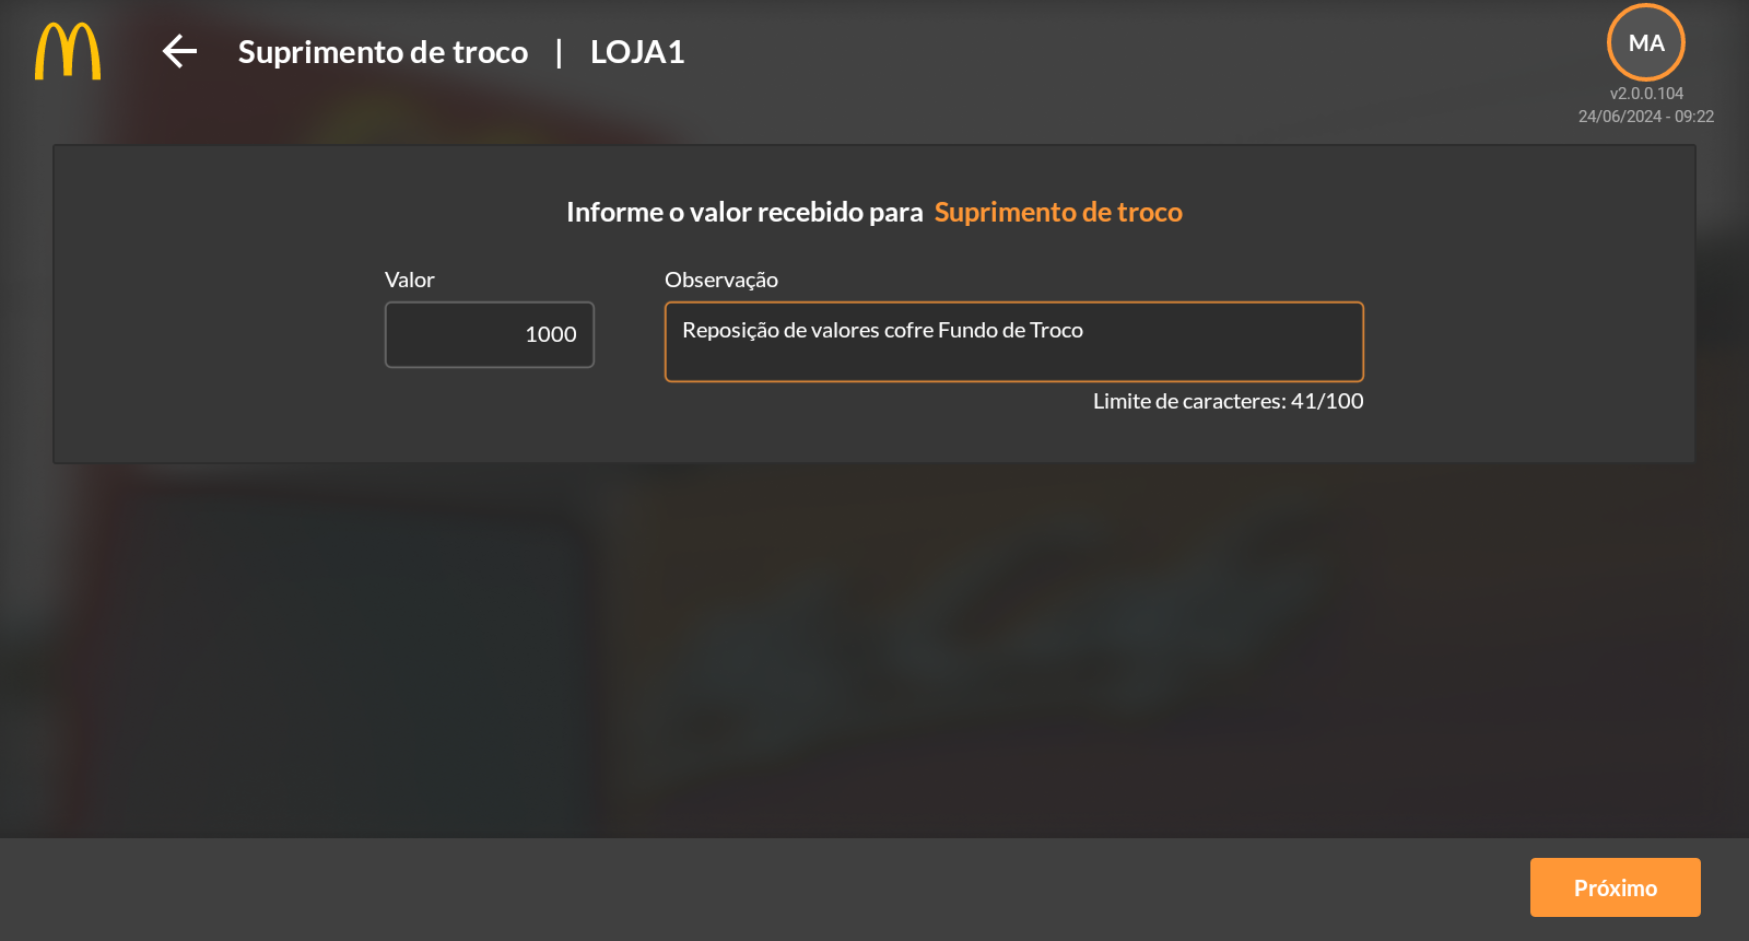 Suprimento de troco | LOJA1
MA
v2.0.0.104
24/06/2024 - 09:22
Informe o valor recebido para Suprimento de troco
Valor
Observação
1000
Reposição de valores cofre Fundo de Troco
Limite de caracteres: 41/100
Próximo